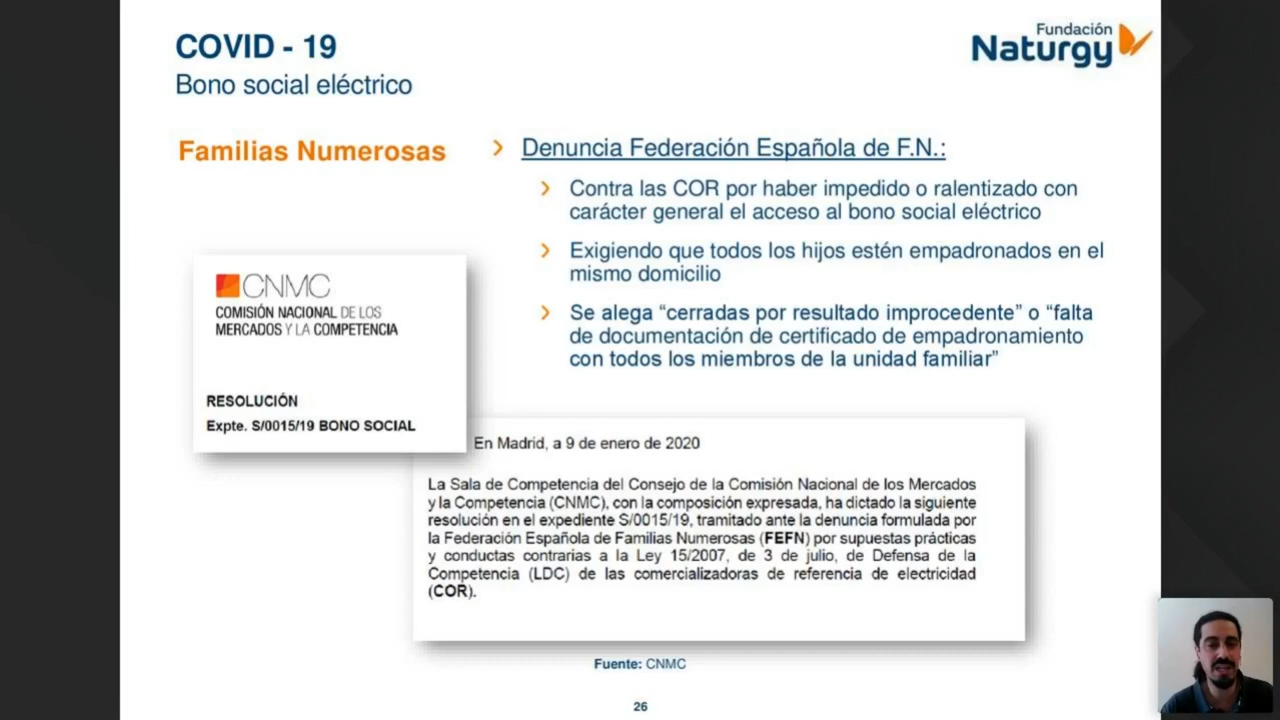 COVID - 19
Bono social eléctrico
Fundación
Naturgy
Familias Numerosas
Denuncia Federación Española de F.N.:
Contra las COR por haber impedido o ralentizado con
carácter general el acceso al bono social eléctrico
Exigiendo que todos los hijos estén empadronados en el
mismo domicilio
Se alega “cerradas por resultado improcedente” o “falta
de documentación de certificado de empadronamiento
con todos los miembros de la unidad familiar”
CNMC
COMISIÓN NACIONAL DE LOS
MERCADOS Y LA COMPETENCIA
RESOLUCIÓN
Expte. S/0015/19 BONO SOCIAL
En Madrid, a 9 de enero de 2020
La Sala de Competencia del Consejo de la Comisión Nacional de los Mercados
y la Competencia (CNMC), con la composición expresada, ha dictado la siguiente
resolución en el expediente S/0015/19, tramitado ante la denuncia formulada por
la Federación Española de Familias Numerosas (FEFN) por supuestas prácticas
y conductas contrarias a la Ley 15/2007, de 3 de julio, de Defensa de la
Competencia (LDC) de las comercializadoras de referencia de electricidad
(COR).
Fuente: CNMC
26